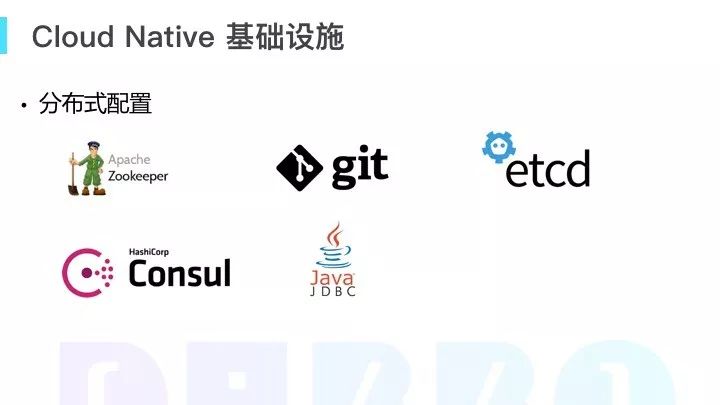 Cloud Native 基础设施
• 分布式配置
Apache
Zookeeper
git
etcd
HashiCorp
Consul
Java
JDBC
DUBBO